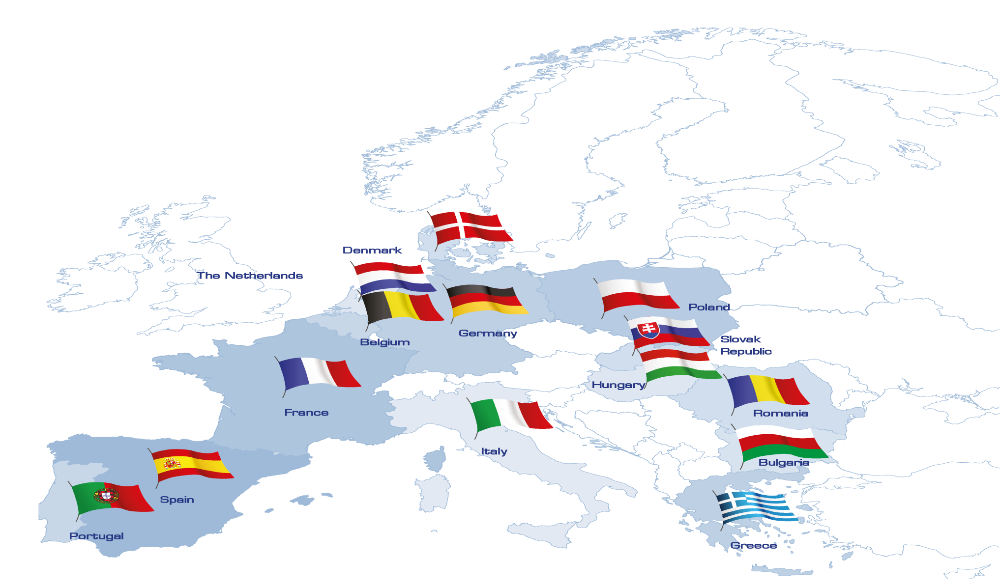 Denmark
The Netherlands
Poland
Germany
Slovak
Republic
Belgium
Hungary
France
Romania
Italy
Bulgaria
Spain
Portugal
Greece